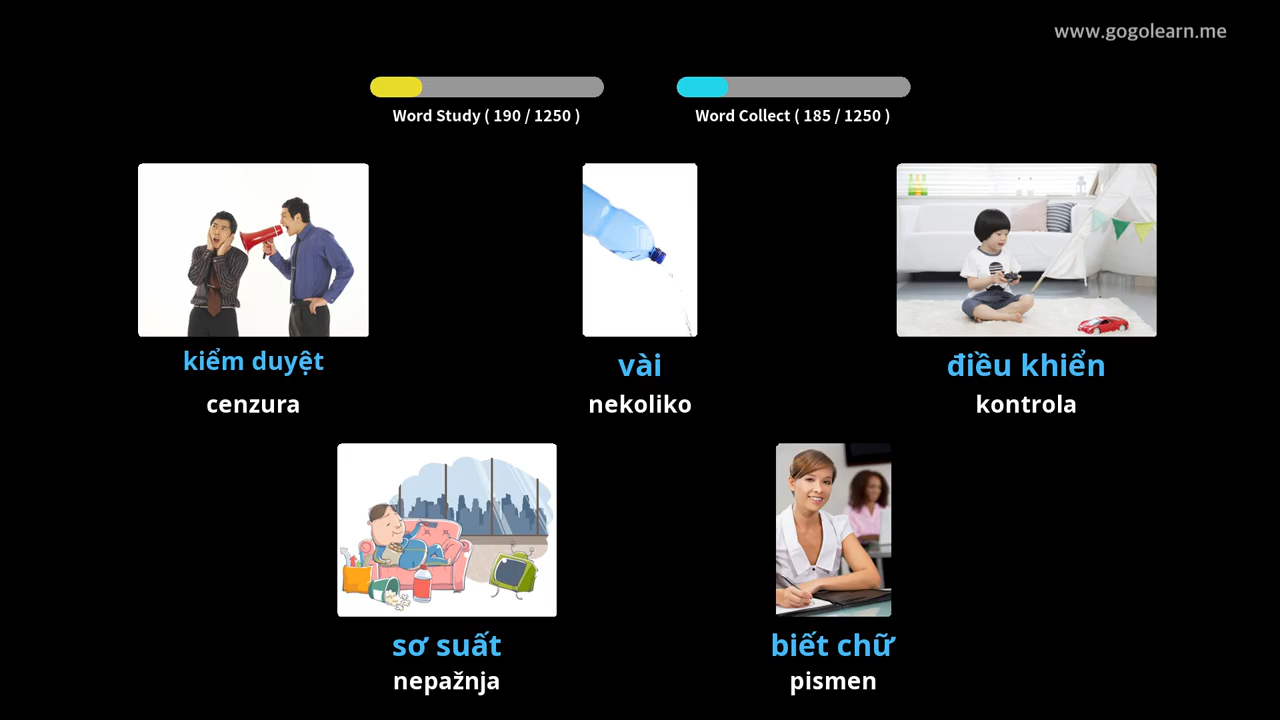 www.gogolearn.me
Word Study ( 190 / 1250 )
Word Collect ( 185 / 1250 )
kiểm duyệt
cenzura
vài
nekoliko
điều khiển
kontrola
sơ suất
nepažnja
biết chữ
pismen